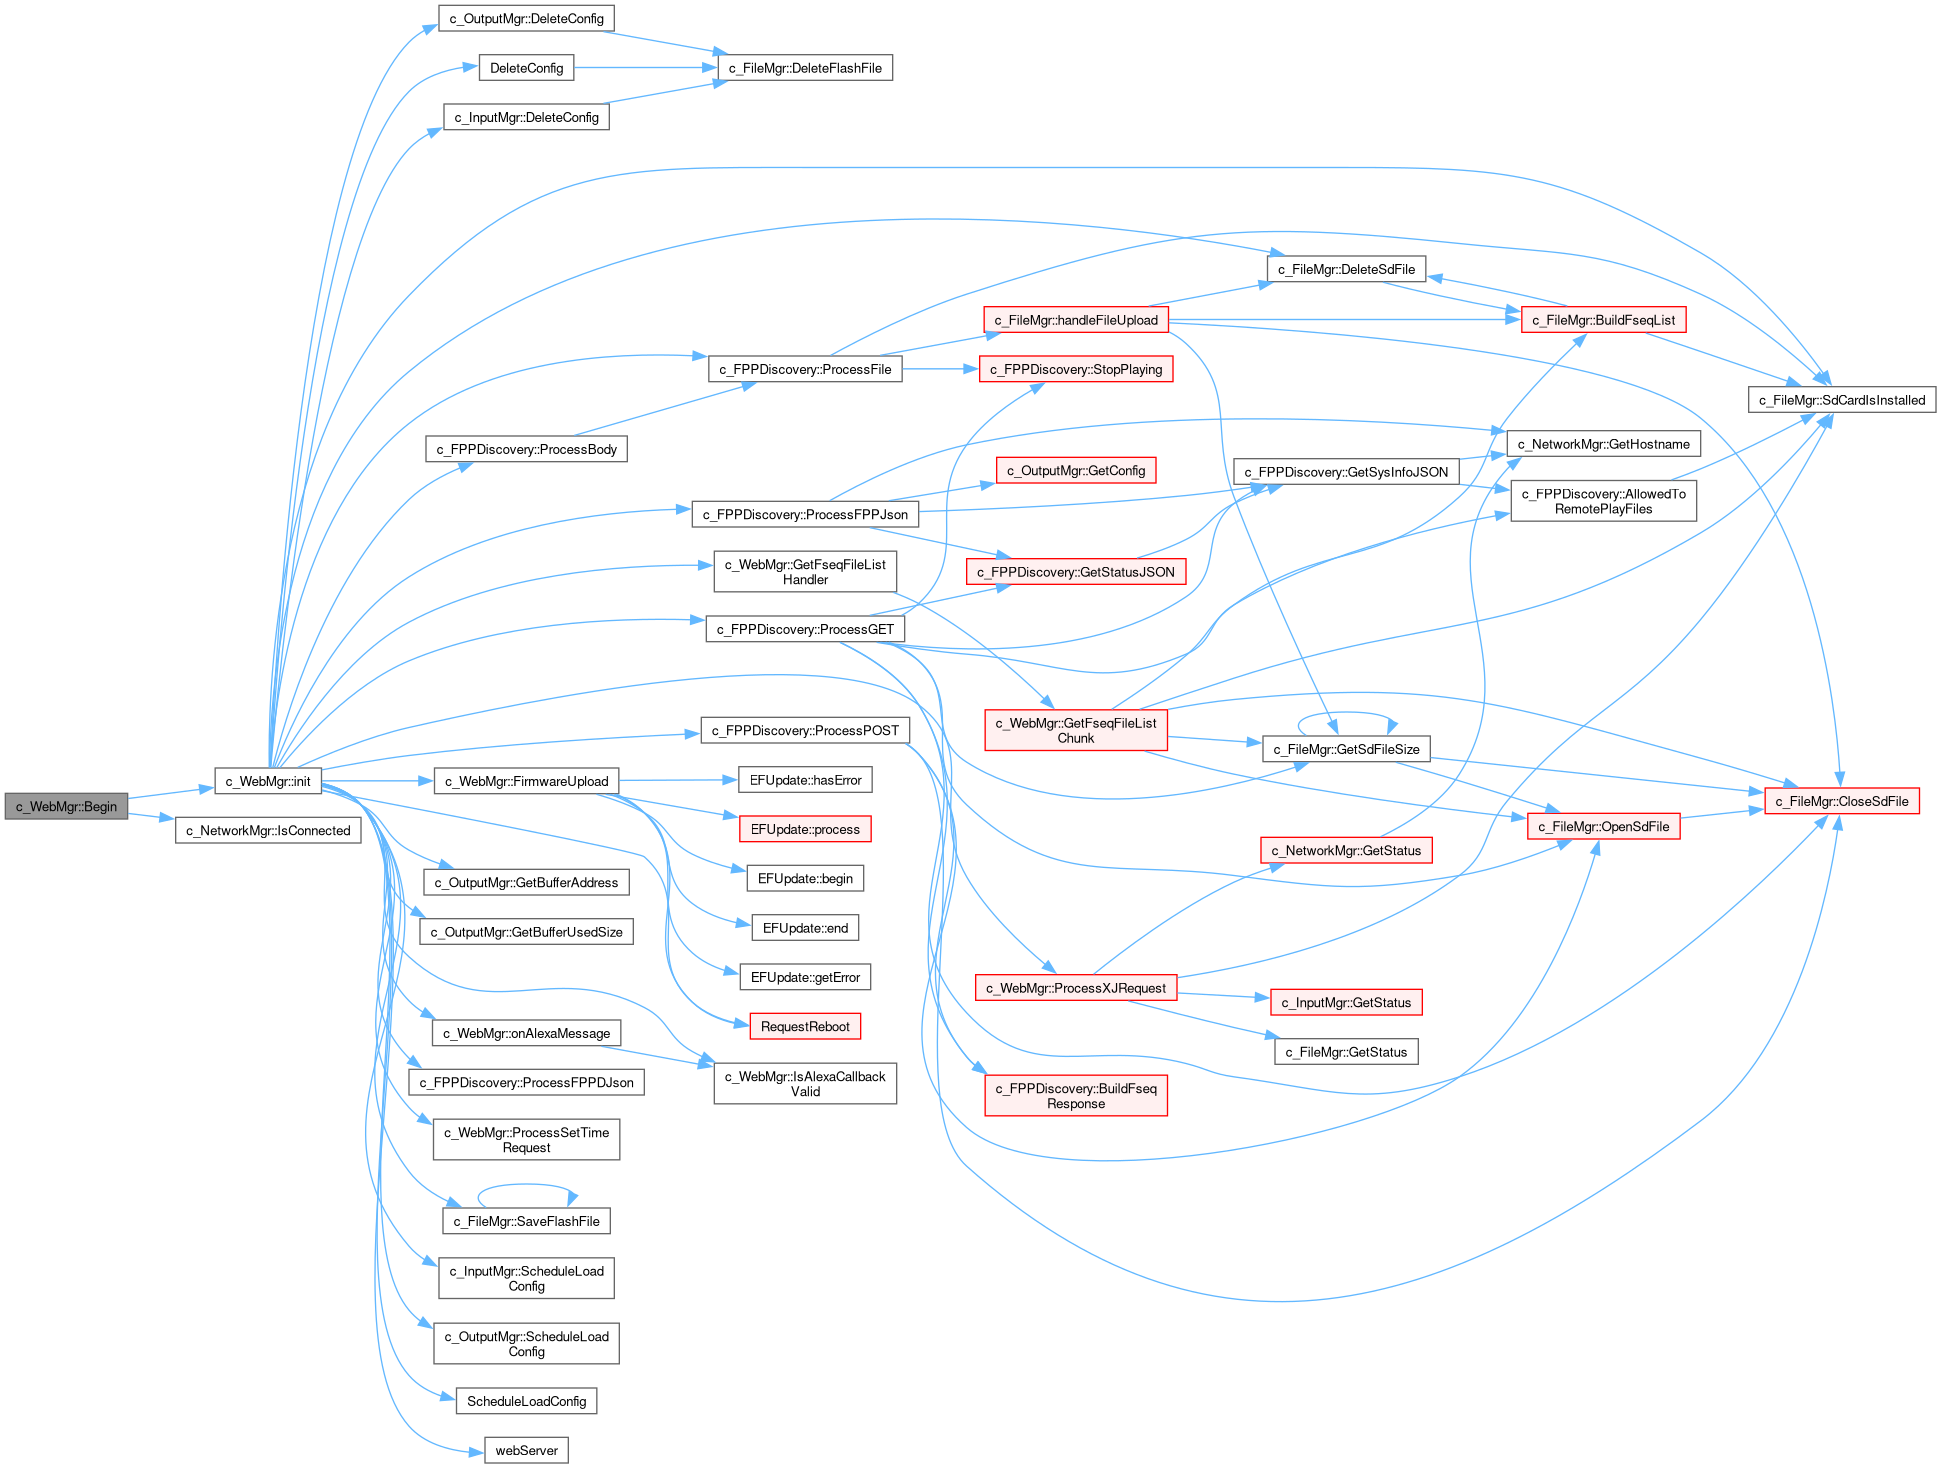 c_OutputMgr::DeleteConfig
DeleteConfig
c_FileMgr::DeleteFlashFile
c_InputMgr::DeleteConfig
c_FileMgr::DeleteSdFile
c_FileMgr::handleFileUpload
c_FileMgr::BuildFseqList
c_FPPDiscovery::ProcessFile
c_FPPDiscovery::StopPlaying
c_FileMgr::SdCardIsInstalled
c_FPPDiscovery::ProcessBody
c_NetworkMgr::GetHostname
c_OutputMgr::GetConfig
c_FPPDiscovery::GetSysInfoJSON
c_FPPDiscovery::AllowedTo
RemotePlayFiles
c_FPPDiscovery::ProcessFPPJson
c_WebMgr::GetFseqFileList
Handler
c_FPPDiscovery::GetStatusJSON
c_FPPDiscovery::ProcessGET
c_WebMgr::GetFseqFileList
Chunk
c_FPPDiscovery::ProcessPOST
c_FileMgr::GetSdFileSize
c_WebMgr::init
c_WebMgr::FirmwareUpload
EFUpdate::hasError
c_WebMgr::Begin
c_FileMgr::CloseSdFile
c_NetworkMgr::IsConnected
EFUpdate::process
c_FileMgr::OpenSdFile
c_NetworkMgr::GetStatus
c_OutputMgr::GetBufferAddress
EFUpdate::begin
c_OutputMgr::GetBufferUsedSize
EFUpdate::end
EFUpdate::getError
c_WebMgr::ProcessXJRequest
c_InputMgr::GetStatus
c_WebMgr::onAlexaMessage
RequestReboot
c_FileMgr::GetStatus
c_FPPDiscovery::ProcessFPPDJson
c_WebMgr::IsAlexaCallback
Valid
c_FPPDiscovery::BuildFseq
Response
c_WebMgr::ProcessSetTime
Request
c_FileMgr::SaveFlashFile
c_InputMgr::ScheduleLoad
Config
c_OutputMgr::ScheduleLoad
Config
ScheduleLoadConfig
webServer